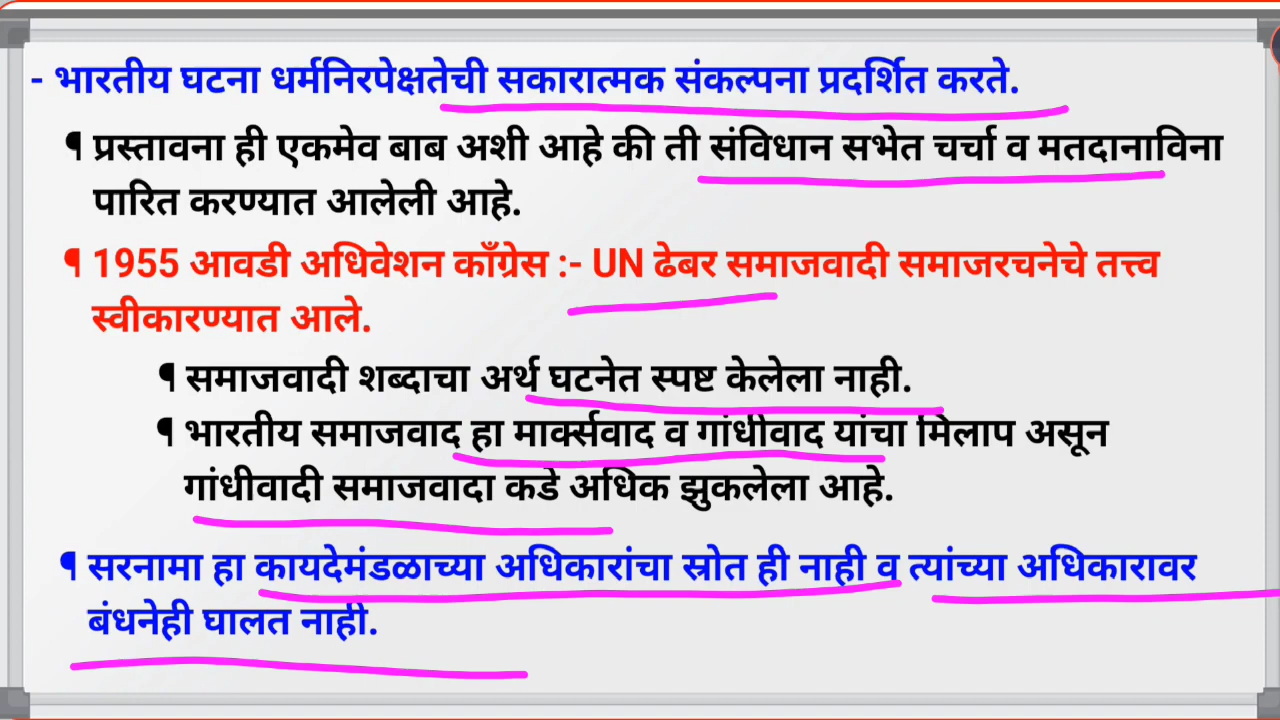 - भारतीय घटना धर्मनिरपेक्षतेची सकारात्मक संकल्पना प्रदर्शित करते.
¶ प्रस्तावना ही एकमेव बाब अशी आहे की ती संविधान सभेत चर्चा व मतदानाविना
पारित करण्यात आलेली आहे.
¶ 1955 आवडी अधिवेशन काँग्रेस :- UN ढेबर समाजवादी समाजरचनेचे तत्त्व
स्वीकारण्यात आले.
¶ समाजवादी शब्दाचा अर्थ घटनेत स्पष्ट केलेला नाही.
¶ भारतीय समाजवाद हा मार्क्सवाद व गांधीवाद यांचा मिलाप असून
गांधीवादी समाजवादा कडे अधिक झुकलेला आहे.
¶ सरनामा हा कायदेमंडळाच्या अधिकारांचा स्रोत ही नाही व त्यांच्या अधिकारावर
बंधनेही घालत नाही.